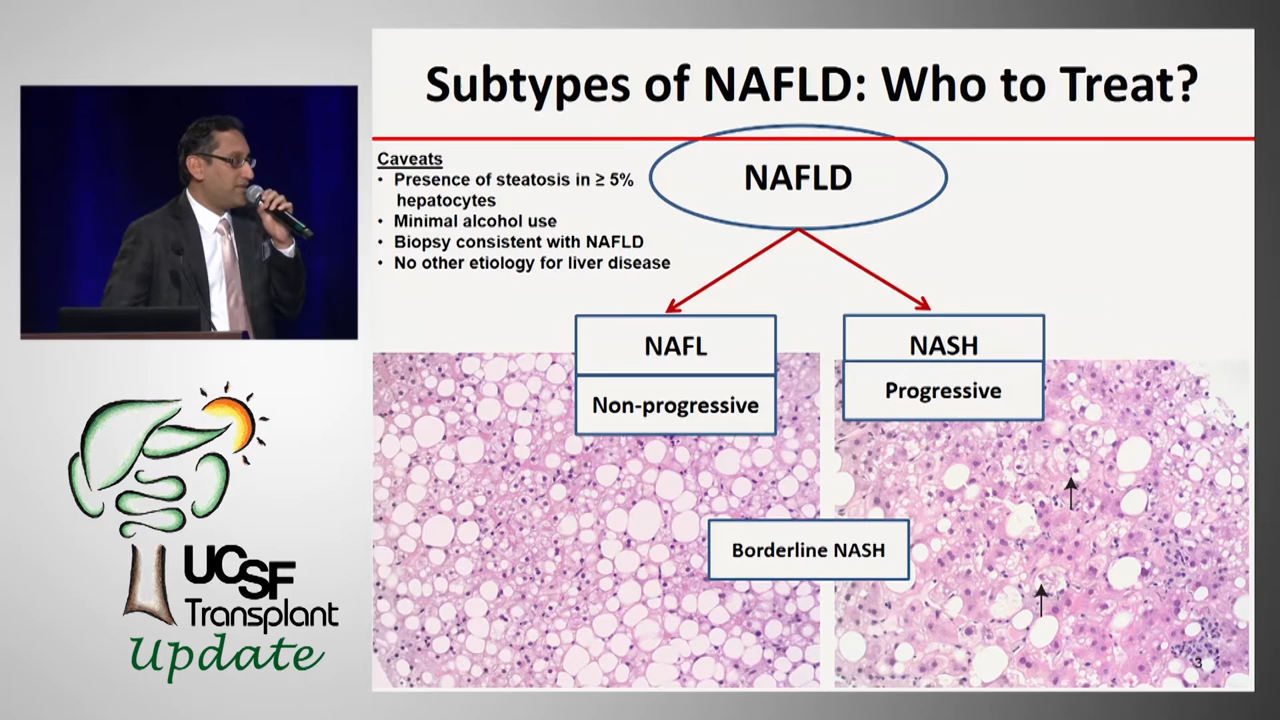 Subtypes of NAFLD: Who to Treat?
Caveats
• Presence of steatosis in ≥ 5%
hepatocytes
• Minimal alcohol use
• Biopsy consistent with NAFLD
• No other etiology for liver disease
NAFLD
NAFL
Non-progressive
NASH
Progressive
Borderline NASH
3
UCSF
Transplant
Update